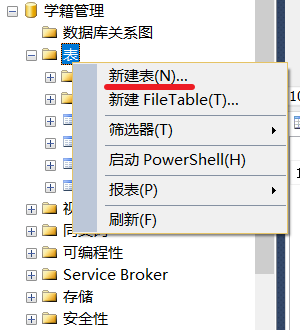 学籍管理
数据库关系图
表
新建表(N)...
新建 FileTable(T)...
筛选器(T)
启动 PowerShell(H)
报表(P)
刷新(F)
可编程性
Service Broker
存储
安全性